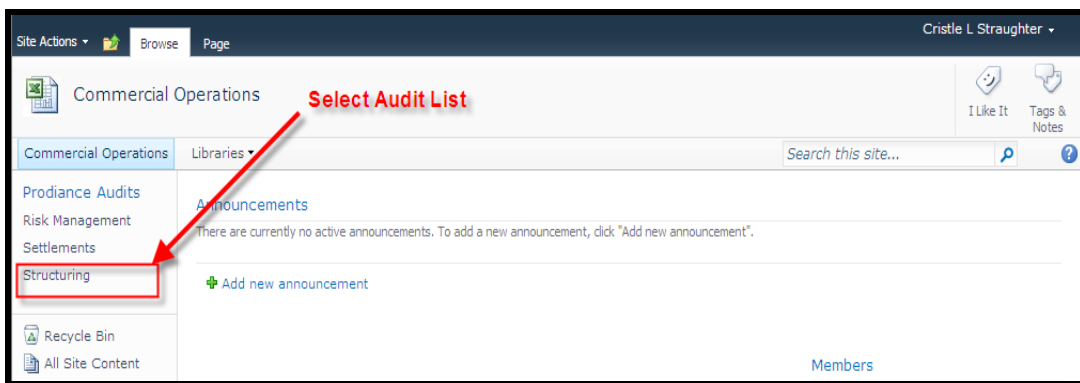 Cristle L Straughter
Site Actions Browse Page
Commercial Operations
Select Audit List
I Like It
Tags &
Notes
Commercial Operations Libraries Search this site...
Prodiance Audits
Risk Management
Settlements
Structuring
Announcements
There are currently no active announcements. To add a new announcement, click "Add new announcement".
Add new announcement
Recycle Bin
All Site Content
Members